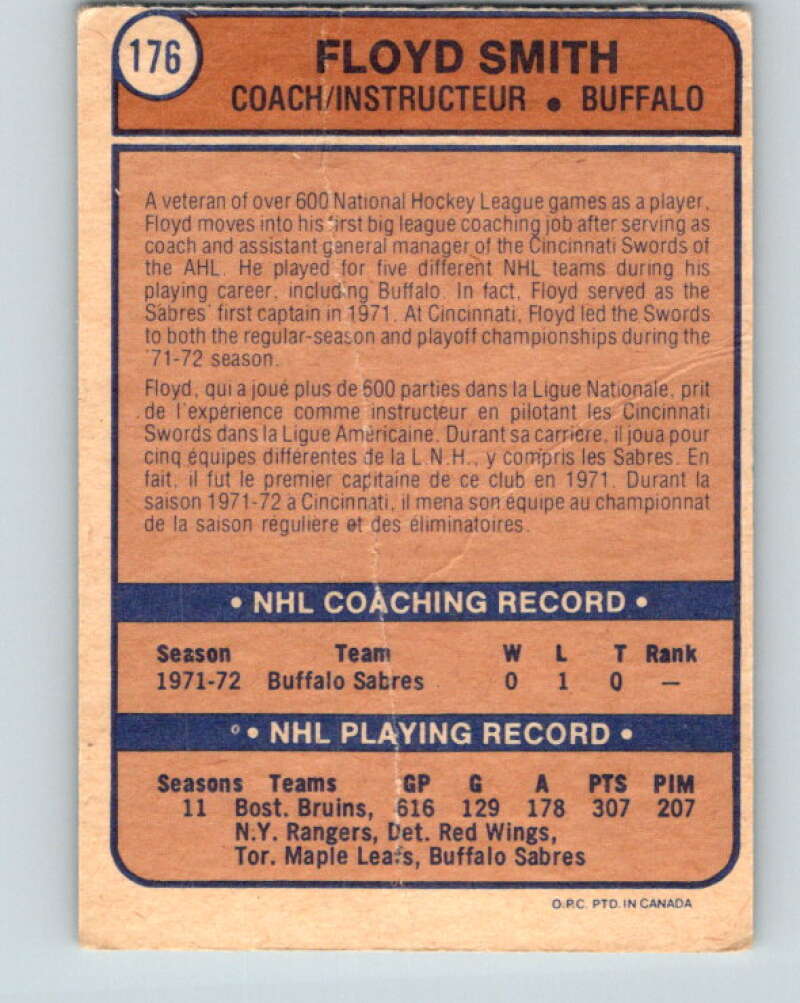 176
FLOYD SMITH
COACH/INSTRUCTEUR • BUFFALO
A veteran of over 600 National Hockey League games as a player,
Floyd moves into his first big league coaching job after serving as
coach and assistant general manager of the Cincinnati Swords of
the AHL. He played for five different NHL teams during his
playing career, including Buffalo. In fact, Floyd served as the
Sabres' first captain in 1971. At Cincinnati, Floyd led the Swords
to both the regular-season and playoff championships during the
'71-72 season.
Floyd, qui a joué plus de 600 parties dans la Ligue Nationale, prit
de l'expérience comme instructeur en pilotant les Cincinnati
Swords dans la Ligue Américaine. Durant sa carrière, il joua pour
cinq équipes différentes de la L.N.H., y compris les Sabres. En
fait, il fut le premier capitaine de ce club en 1971. Durant la
saison 1971-72 à Cincinnati, il mena son équipe au championnat
de la saison régulière et des éliminatoires.
• NHL COACHING RECORD •
Season Team W L T Rank
1971-72 Buffalo Sabres 0 1 0 —
• NHL PLAYING RECORD •
Seasons Teams GP G A PTS PIM
11 Bost. Bruins, 616 129 178 307 207
N.Y. Rangers, Det. Red Wings,
Tor. Maple Leafs, Buffalo Sabres
O.P.C. PTD. IN CANADA